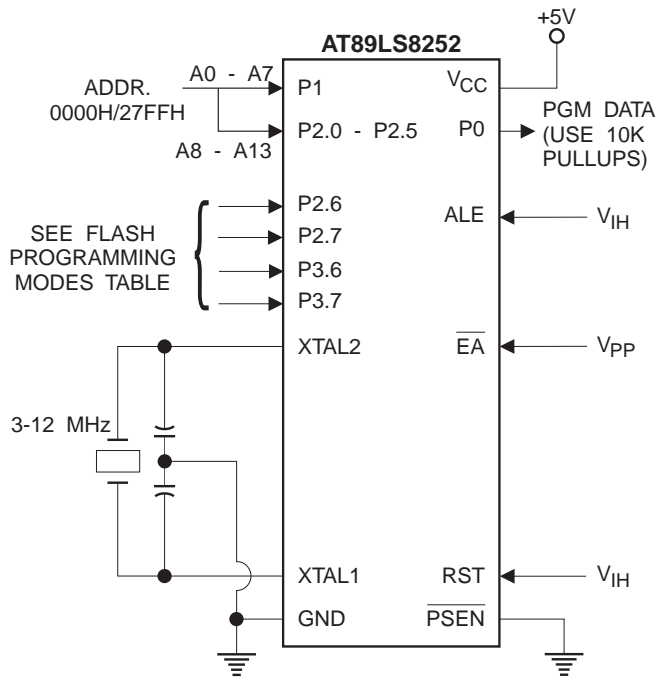 +5V
AT89LS8252
ADDR.
0000H/27FFH
A0 - A7
P1
VCC
P2.0 - P2.5
P0
PGM DATA
(USE 10K
PULLUPS)
A8 - A13
P2.6
ALE
VIH
SEE FLASH
PROGRAMMING
MODES TABLE
P2.7
P3.6
P3.7
XTAL2
EA
VPP
3-12 MHz
XTAL1
RST
VIH
GND
PSEN